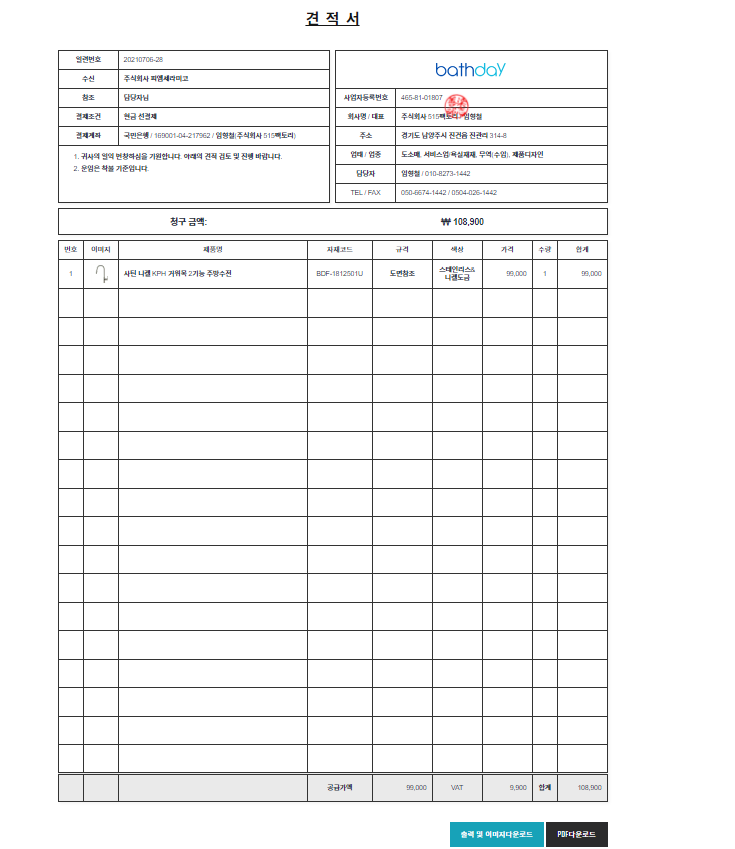 견 적 서
일련번호 20210706-28
수신 주식회사 피엠세라미코
참조 담당자님
결제조건 현금 선결제
결제계좌 국민은행 / 169001-04-217962 / 임항철(주식회사 515팩토리)
1. 귀사의 일익 번창하심을 기원합니다. 아래의 견적 검토 및 진행 바랍니다.
2. 운임은 착불 기준입니다.
bathday
사업자등록번호 465-81-01807
회사명 / 대표 주식회사 515팩토리 / 임항철
주소 경기도 남양주시 진건읍 진관리 314-8
업태 / 업종 도소매, 서비스업/욕실재재, 무역(수입), 제품디자인
담당자 임항철 / 010-8273-1442
TEL / FAX 050-6674-1442 / 0504-026-1442
청구 금액: ₩ 108,900
번호 이미지 제품명 자재코드 규격 색상 가격 수량 합계
1 사틴 니켈 KPH 거위목 2기능 주방수전 BDF-1812501U 도면참조 스테인리스& 니켈도금 99,000 1 99,000
공급가액 99,000 VAT 9,900 합계 108,900
출력 및 이미지다운로드 PDF다운로드